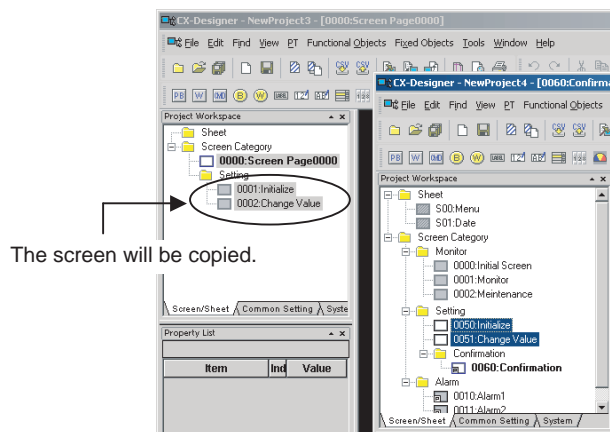 CX-Designer - NewProject3 - [0000:Screen Page0000]
File Edit Find View PT Functional Objects Fixed Objects Tools Window Help
Project Workspace
Sheet
Screen Category
0000:Screen Page0000
Setting
0001:Initialize
0002:Change Value
The screen will be copied.
Screen/Sheet Common Setting Syste
Property List
Item Ind Value
CX-Designer - NewProject4 - [0060:Confirma
File Edit Find View PT Functional Objects
Project Workspace
Sheet
S00:Menu
S01:Date
Screen Category
Monitor
0000:Initial Screen
0001:Monitor
0002:Meintenance
Setting
0050:Initialize
0051:Change Value
Confirmation
0060:Confirmation
Alarm
0010:Alarm1
0011:Alarm2
Screen/Sheet Common Setting System